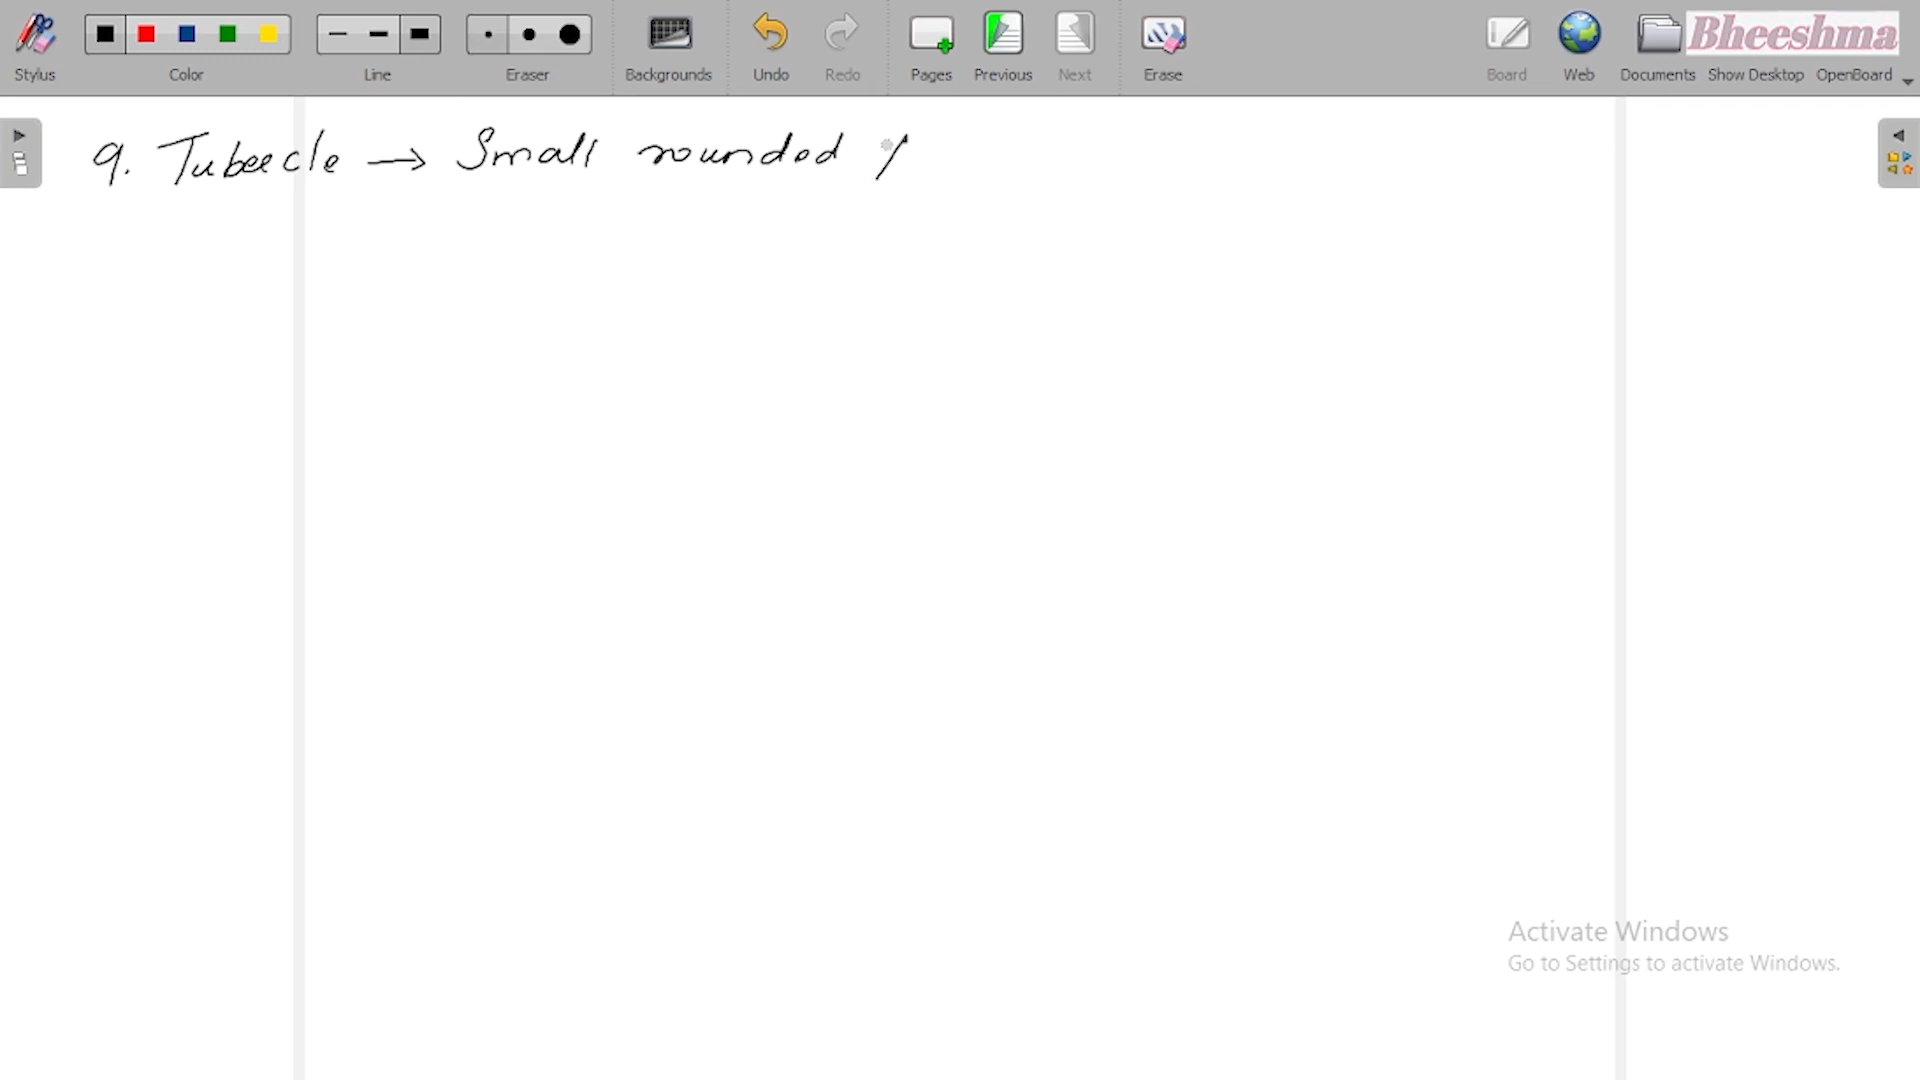 Stylus Color Line Eraser Backgrounds Undo Redo Pages Previous Next Erase Board Web Documents Show Desktop OpenBoard
Bheeshma
9. Tubercle → Small rounded
Activate Windows
Go to Settings to activate Windows.